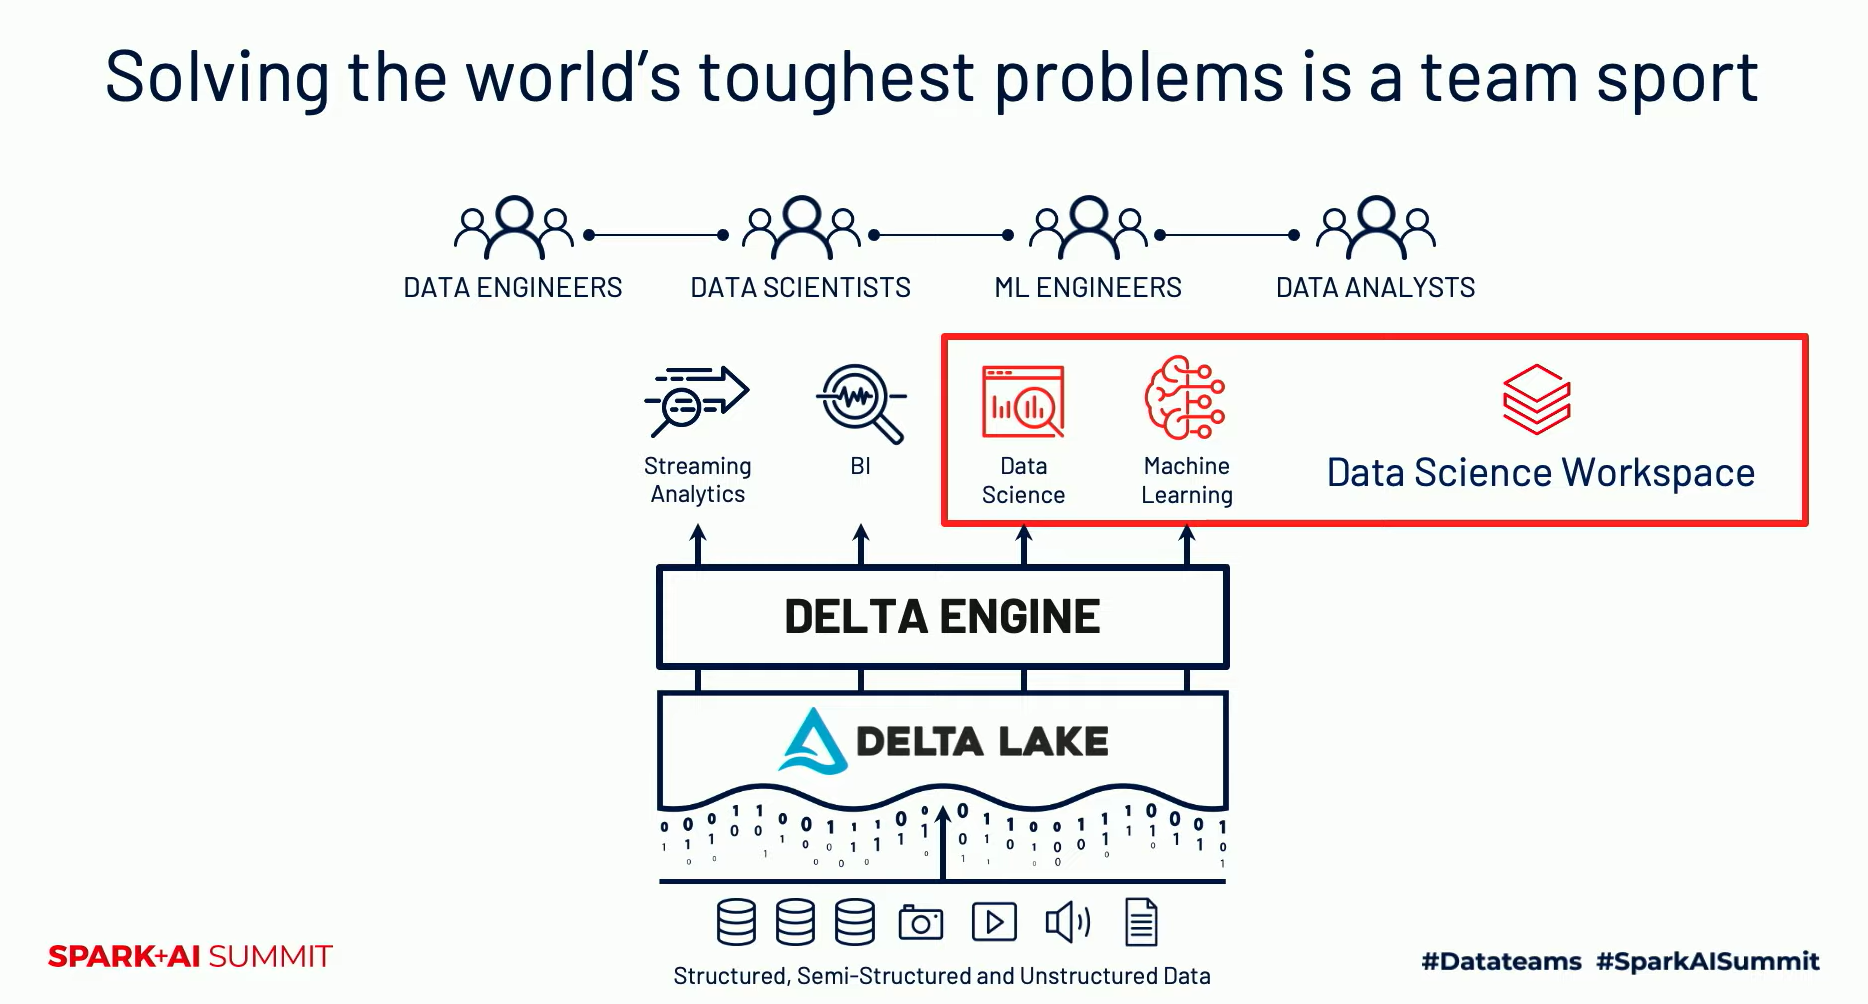 Solving the world's toughest problems is a team sport
DATA ENGINEERS
DATA SCIENTISTS
ML ENGINEERS
DATA ANALYSTS
Streaming
Analytics
BI
Data
Science
Machine
Learning
Data Science Workspace
DELTA ENGINE
DELTA LAKE
Structured, Semi-Structured and Unstructured Data
SPARK+AI SUMMIT
#Datateams #SparkAISummit